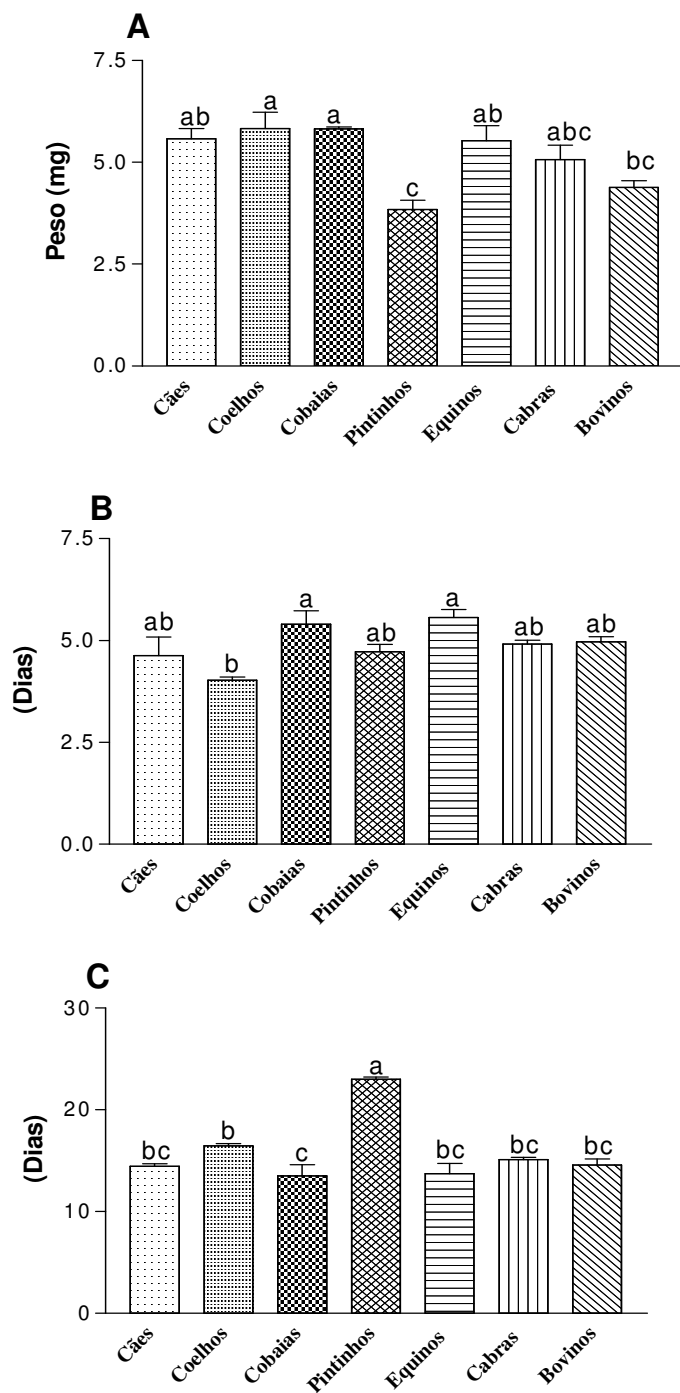 A
7.5
5.0
2.5
0.0
Peso (mg)
ab
a
a
c
ab
abc
bc
Cães
Coelhos
Cobaias
Pintinhos
Equinos
Cabras
Bovinos
B
7.5
5.0
2.5
0.0
(Dias)
ab
b
a
ab
a
ab
ab
Cães
Coelhos
Cobaias
Pintinhos
Equinos
Cabras
Bovinos
C
30
20
10
0
(Dias)
bc
b
c
a
bc
bc
bc
Cães
Coelhos
Cobaias
Pintinhos
Equinos
Cabras
Bovinos